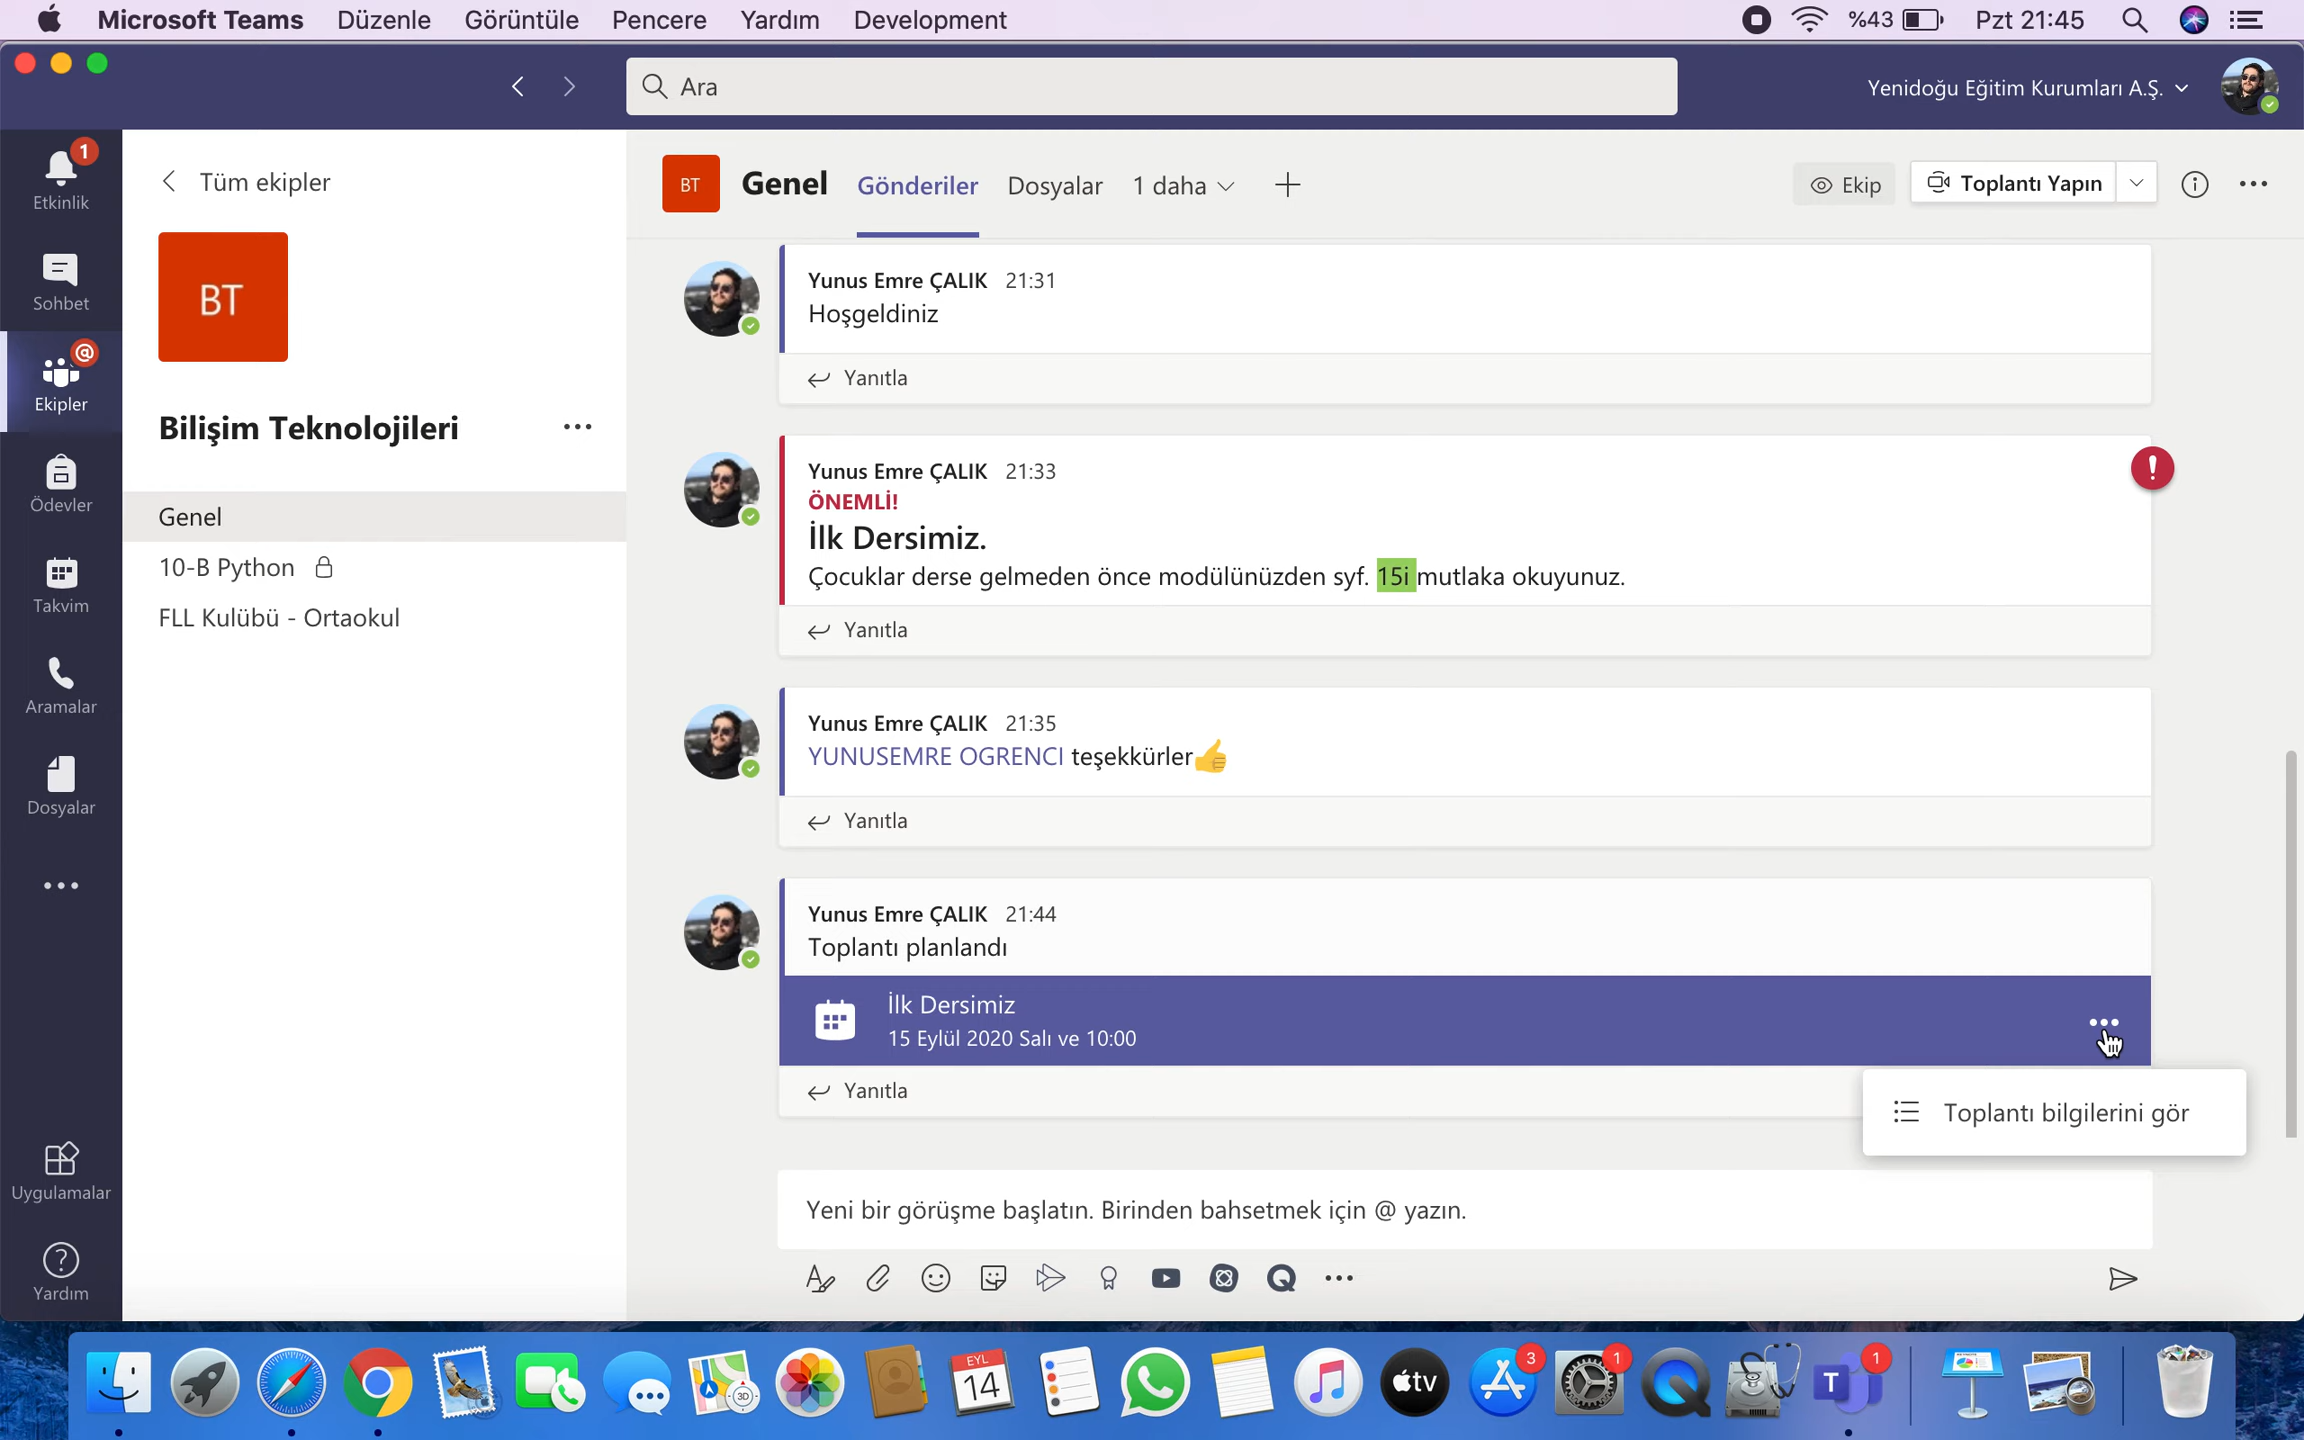 Microsoft Teams Düzenle Görüntüle Pencere Yardım Development %43 Pzt 21:45
Ara
Yenidoğu Eğitim Kurumları A.Ş.
1
Etkinlik
Sohbet
@
Ekipler
Ödevler
Takvim
Aramalar
Dosyalar
Uygulamalar
Yardım
Tüm ekipler
BT
Bilişim Teknolojileri
Genel
10-B Python
FLL Kulübü - Ortaokul
BT Genel Gönderiler Dosyalar 1 daha
Ekip Toplantı Yapın
Yunus Emre ÇALIK 21:31
Hoşgeldiniz
Yanıtla
Yunus Emre ÇALIK 21:33
ÖNEMLİ!
İlk Dersimiz.
Çocuklar derse gelmeden önce modülünüzden syf. 15i mutlaka okuyunuz.
Yanıtla
Yunus Emre ÇALIK 21:35
YUNUSEMRE OGRENCI teşekkürler👍
Yanıtla
Yunus Emre ÇALIK 21:44
Toplantı planlandı
İlk Dersimiz
15 Eylül 2020 Salı ve 10:00
Yanıtla
Toplantı bilgilerini gör
Yeni bir görüşme başlatın. Birinden bahsetmek için @ yazın.
3D
EYL
14
tv
3
1
T
1